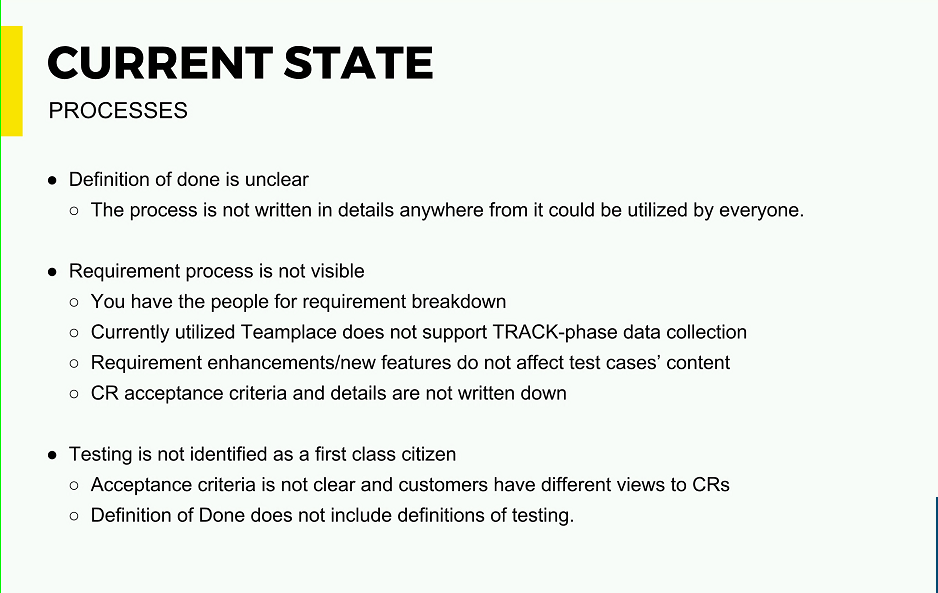 CURRENT STATE
PROCESSES
● Definition of done is unclear
○ The process is not written in details anywhere from it could be utilized by everyone.
● Requirement process is not visible
○ You have the people for requirement breakdown
○ Currently utilized Teamplace does not support TRACK-phase data collection
○ Requirement enhancements/new features do not affect test cases’ content
○ CR acceptance criteria and details are not written down
● Testing is not identified as a first class citizen
○ Acceptance criteria is not clear and customers have different views to CRs
○ Definition of Done does not include definitions of testing.